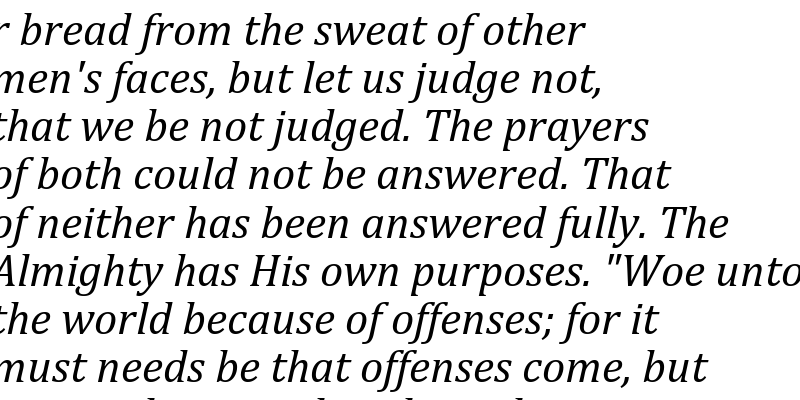 r bread from the sweat of other
men's faces, but let us judge not,
that we be not judged. The prayers
of both could not be answered. That
of neither has been answered fully. The
Almighty has His own purposes. "Woe unto
the world because of offenses; for it
must needs be that offenses come, but